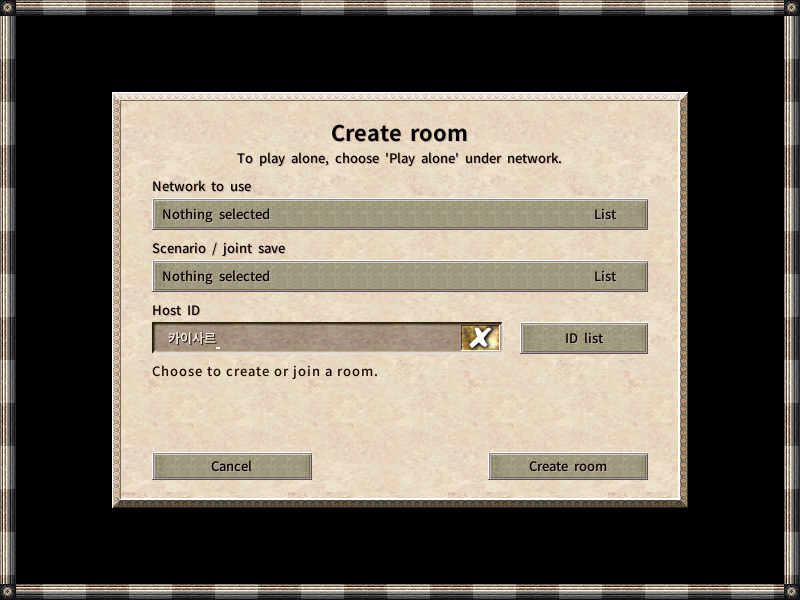 Create room
To play alone, choose 'Play alone' under network.
Network to use
Nothing selected List
Scenario / joint save
Nothing selected List
Host ID
카이사르_ ID list
Choose to create or join a room.
Cancel Create room